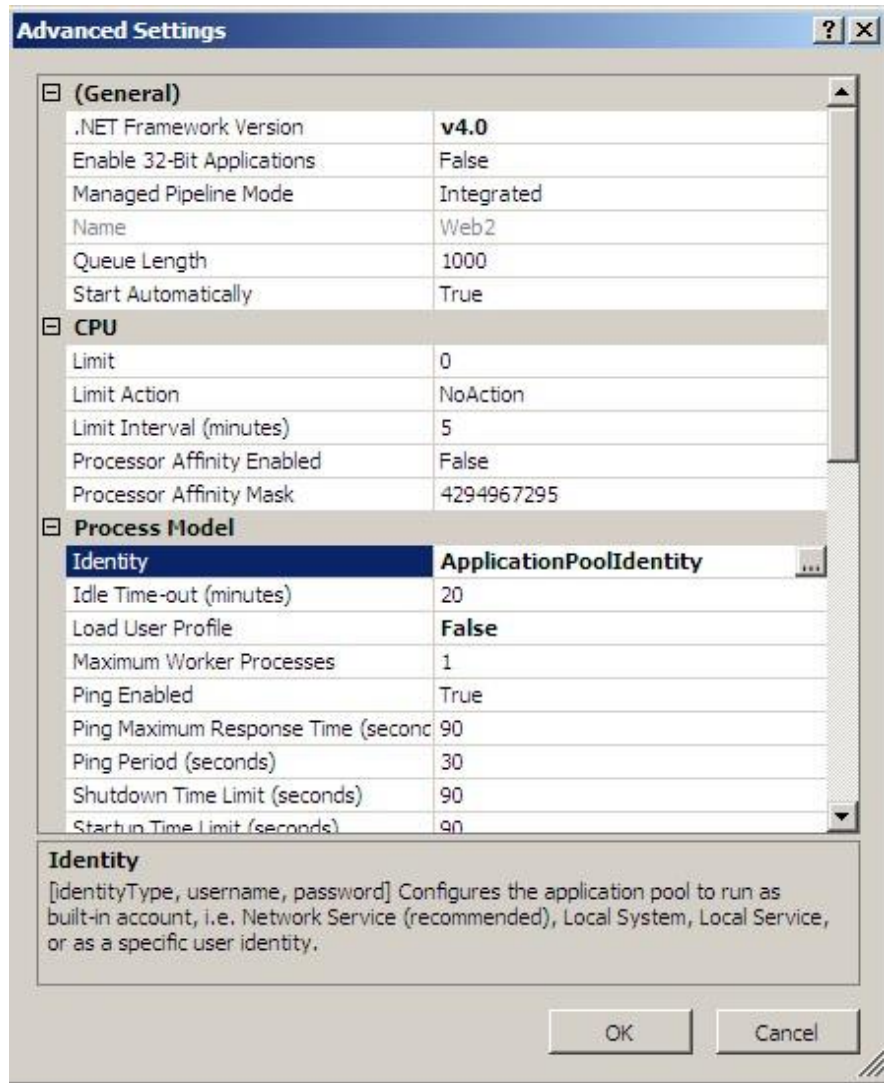 Advanced Settings
(General)
.NET Framework Version v4.0
Enable 32-Bit Applications False
Managed Pipeline Mode Integrated
Name Web2
Queue Length 1000
Start Automatically True
CPU
Limit 0
Limit Action NoAction
Limit Interval (minutes) 5
Processor Affinity Enabled False
Processor Affinity Mask 4294967295
Process Model
Identity ApplicationPoolIdentity ...
Idle Time-out (minutes) 20
Load User Profile False
Maximum Worker Processes 1
Ping Enabled True
Ping Maximum Response Time (second 90
Ping Period (seconds) 30
Shutdown Time Limit (seconds) 90
Startup Time Limit (seconds) 90
Identity
[identityType, username, password] Configures the application pool to run as
built-in account, i.e. Network Service (recommended), Local System, Local Service,
or as a specific user identity.
OK Cancel